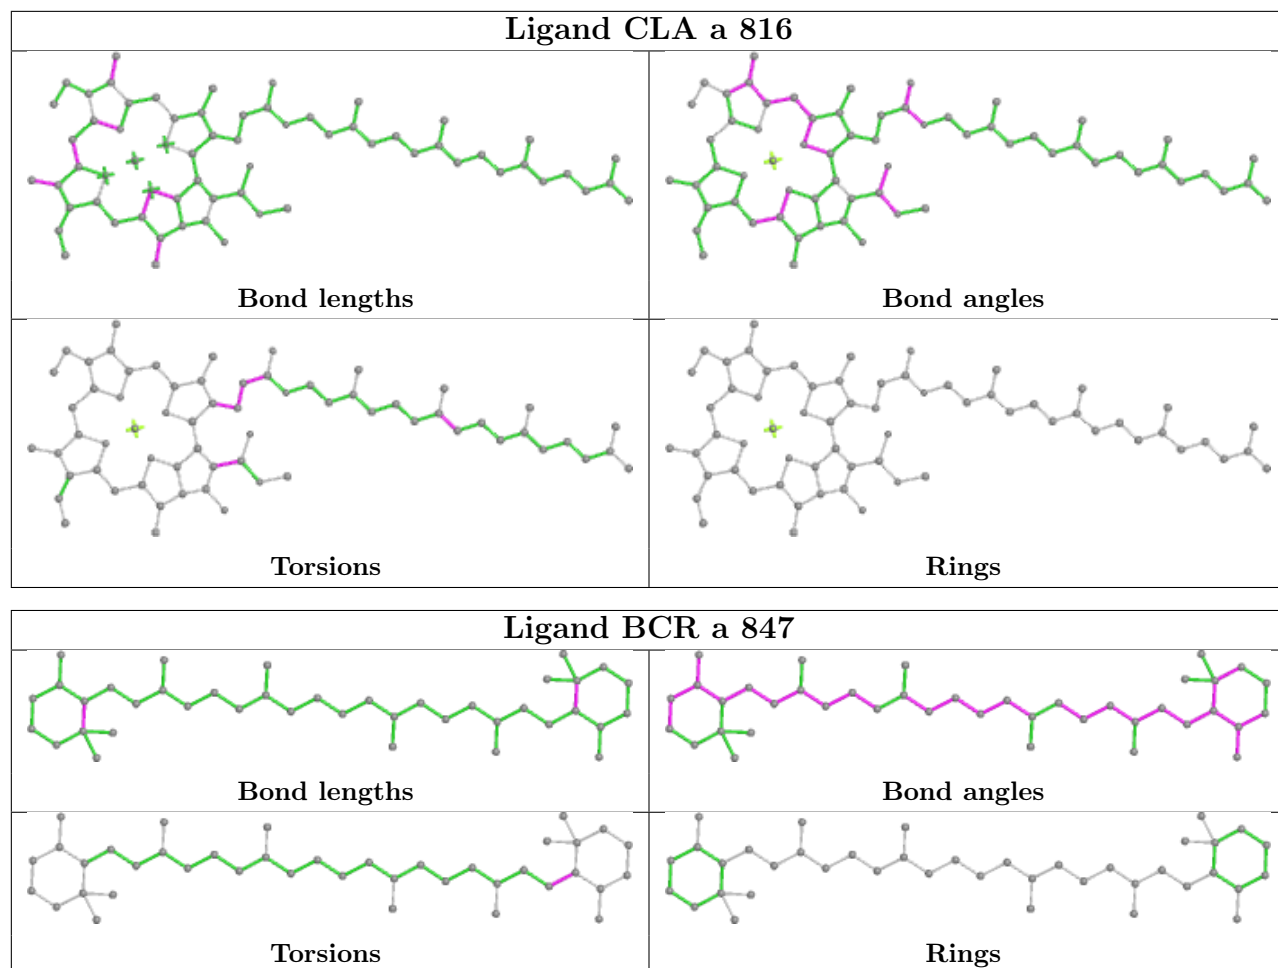 Ligand CLA a 816
Bond lengths
Bond angles
Torsions
Rings
Ligand BCR a 847
Bond lengths
Bond angles
Torsions
Rings